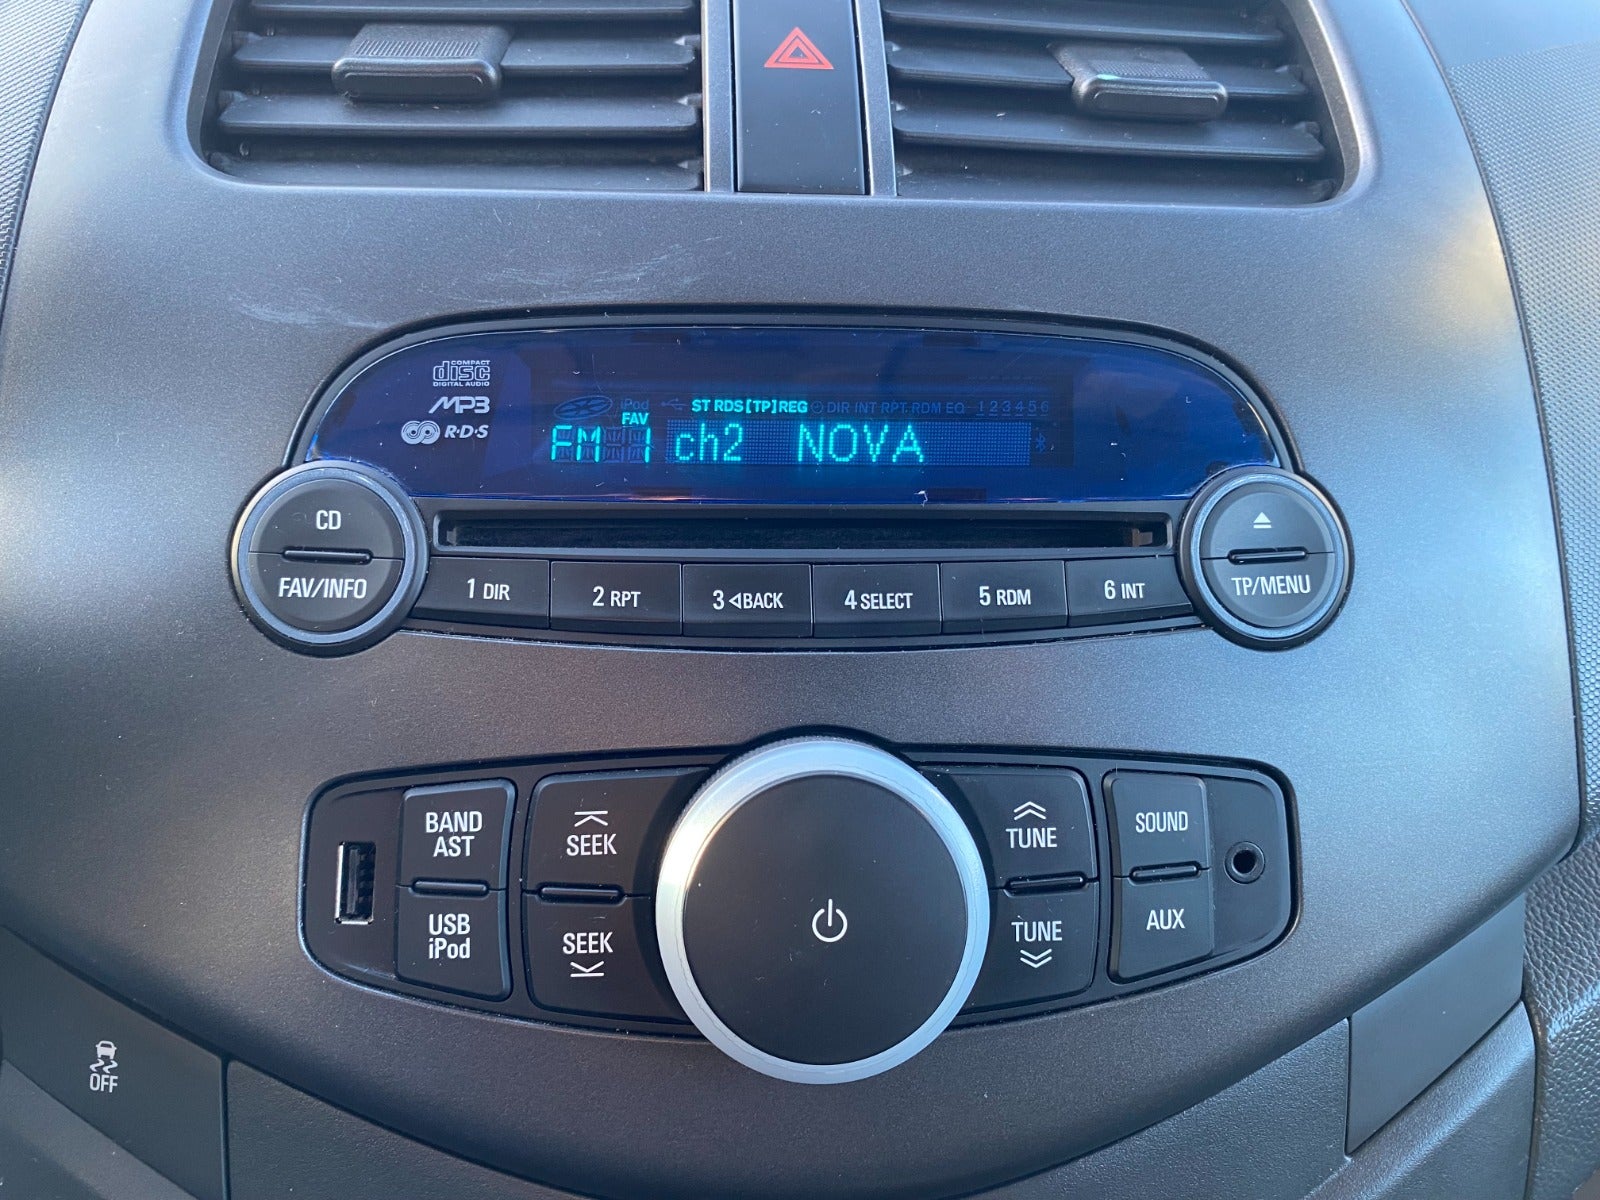 COMPACT
disc
DIGITAL AUDIO
MP3
R·D·S
iPod ST RDS [TP] REG DIR INT RPT RDM EQ 1 2 3 4 5 6
FAV
FM 1 ch2 NOVA
CD
FAV/INFO
1 DIR
2 RPT
3 BACK
4 SELECT
5 RDM
6 INT
TP/MENU
BAND
AST
USB
iPod
SEEK
SEEK
TUNE
TUNE
SOUND
AUX
OFF